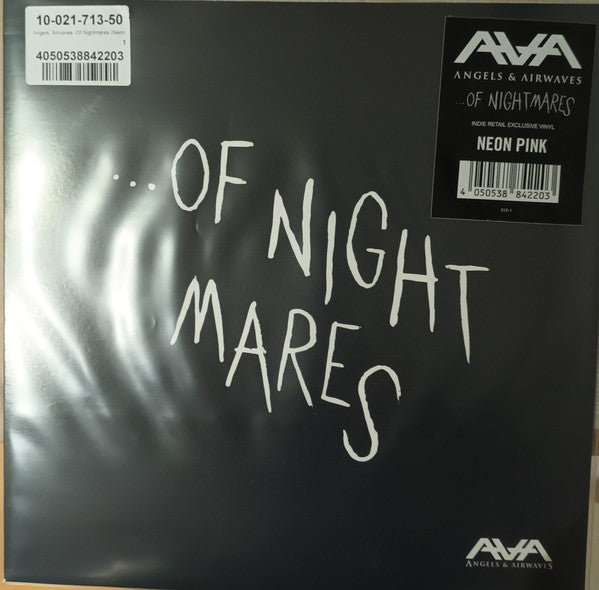 10-021-713-50
Angels Airwaves Of Nightmares (Neon
1
4050538842203
AVA
ANGELS & AIRWAVES
...OF NIGHTMARES
INDIE RETAIL EXCLUSIVE VINYL
NEON PINK
4 050538 842203
...OF
NIGHT
MARES
AVA
ANGELS & AIRWAVES